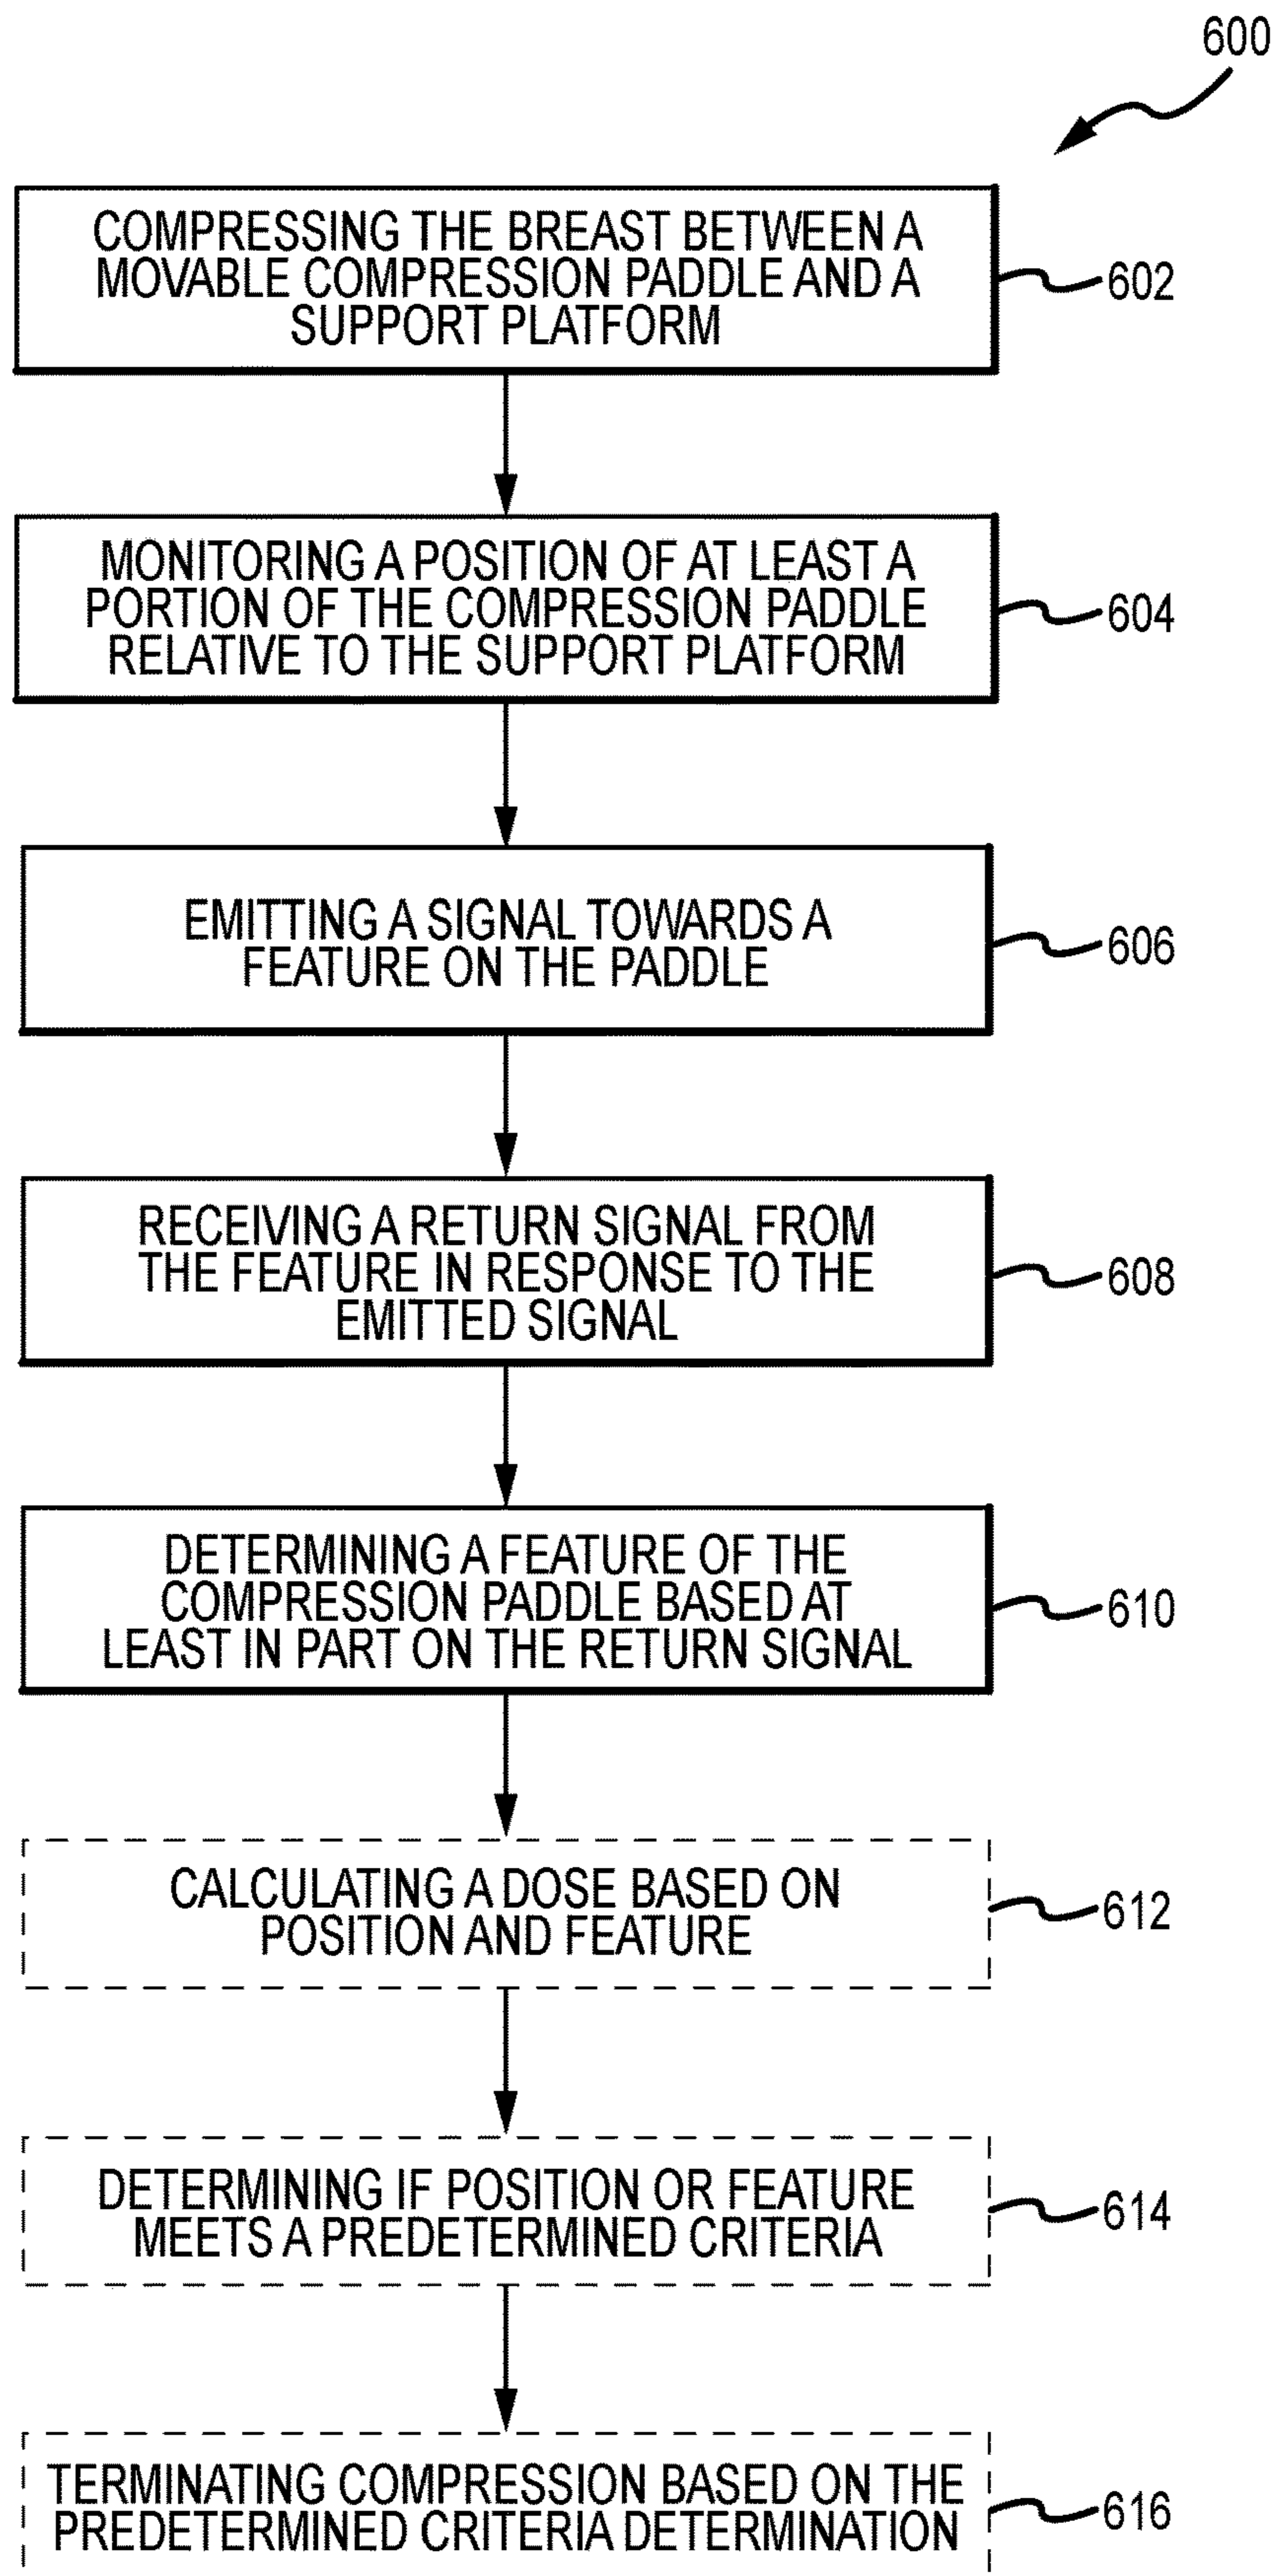 600
COMPRESSING THE BREAST BETWEEN A
MOVABLE COMPRESSION PADDLE AND A
SUPPORT PLATFORM
602
MONITORING A POSITION OF AT LEAST A
PORTION OF THE COMPRESSION PADDLE
RELATIVE TO THE SUPPORT PLATFORM
604
EMITTING A SIGNAL TOWARDS A
FEATURE ON THE PADDLE
606
RECEIVING A RETURN SIGNAL FROM
THE FEATURE IN RESPONSE TO THE
EMITTED SIGNAL
608
DETERMINING A FEATURE OF THE
COMPRESSION PADDLE BASED AT
LEAST IN PART ON THE RETURN SIGNAL
610
CALCULATING A DOSE BASED ON
POSITION AND FEATURE
612
DETERMINING IF POSITION OR FEATURE
MEETS A PREDETERMINED CRITERIA
614
TERMINATING COMPRESSION BASED ON THE
PREDETERMINED CRITERIA DETERMINATION
616